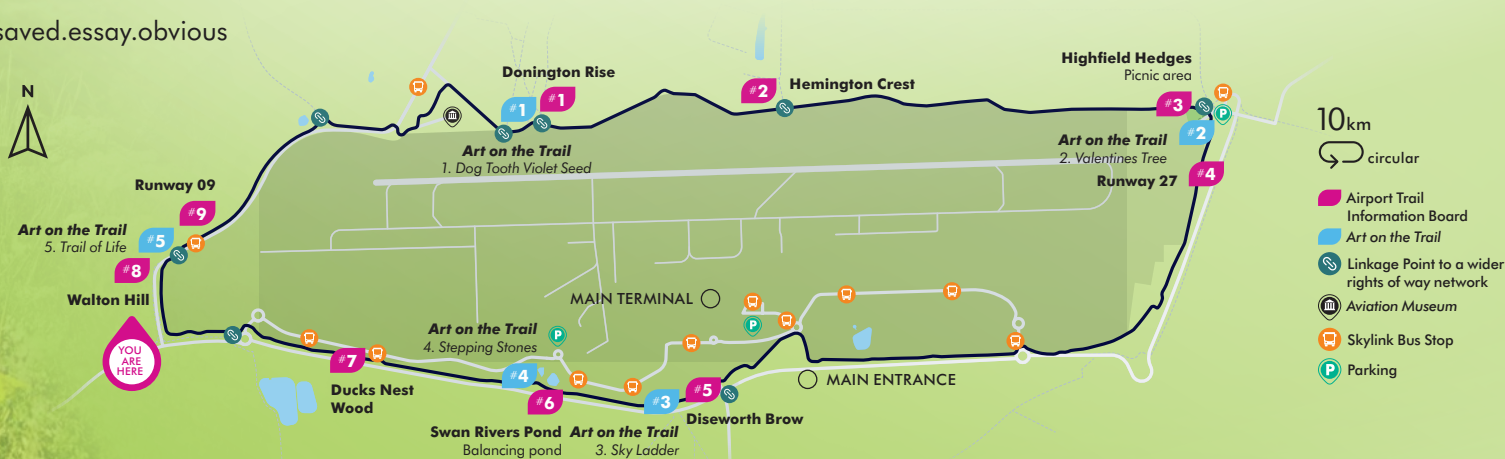 saved.essay.obvious
N
Donington Rise
#1
#1
Art on the Trail
1. Dog Tooth Violet Seed
#2
Hemington Crest
Highfield Hedges
Picnic area
#3
P
#2
Art on the Trail
2. Valentines Tree
Runway 27
#4
10km
circular
Airport Trail
Information Board
Art on the Trail
Linkage Point to a wider
rights of way network
Aviation Museum
Skylink Bus Stop
P
Parking
Runway 09
#9
Art on the Trail
5. Trail of Life
#5
#8
Walton Hill
YOU
ARE
HERE
MAIN TERMINAL
P
Art on the Trail
4. Stepping Stones
P
#7
Ducks Nest
Wood
#4
#6
Swan Rivers Pond
Balancing pond
#3
Art on the Trail
3. Sky Ladder
#5
Diseworth Brow
MAIN ENTRANCE